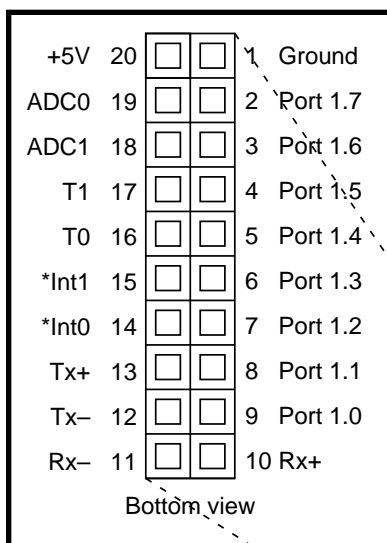 +5V 20 1 Ground
ADC0 19 2 Port 1.7
ADC1 18 3 Port 1.6
T1 17 4 Port 1.5
T0 16 5 Port 1.4
*Int1 15 6 Port 1.3
*Int0 14 7 Port 1.2
Tx+ 13 8 Port 1.1
Tx– 12 9 Port 1.0
Rx– 11 10 Rx+
Bottom view